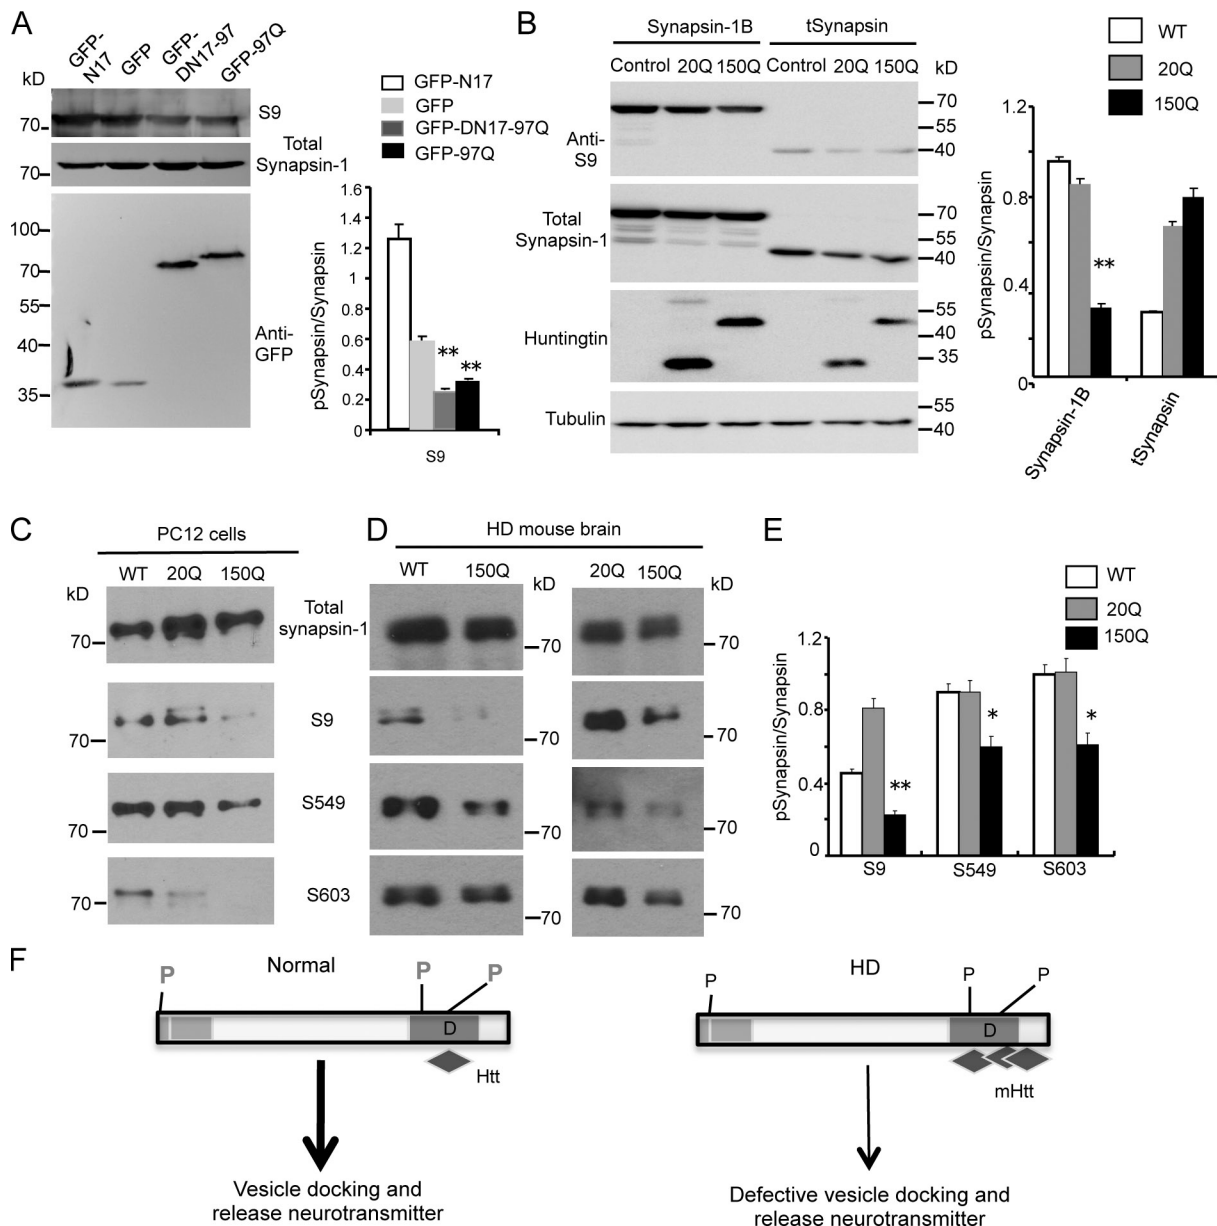 A
GFP-
N17
GFP
GFP-
DN17-97
GFP-97Q
kD
70
S9
70
Total
Synapsin-1
100
70
55
40
35
Anti-
GFP
GFP-N17
GFP
GFP-DN17-97Q
GFP-97Q
pSynapsin/Synapsin
1.6
1.4
1.2
1
0.8
0.6
0.4
0.2
0
**
**
S9
B
Synapsin-1B
tSynapsin
Control 20Q 150Q Control 20Q 150Q kD
Anti-
S9
70
55
40
Total
Synapsin-1
70
55
40
Huntingtin
55
40
35
Tubulin
55
40
WT
20Q
150Q
pSynapsin/Synapsin
1.2
0.8
0.4
0
**
Synapsin-1B
tSynapsin
C
PC12 cells
WT 20Q 150Q
kD
70
Total
synapsin-1
70
S9
70
S549
70
S603
D
HD mouse brain
WT 150Q kD 20Q 150Q kD
70
70
70
70
70
70
70
70
E
WT
20Q
150Q
pSynapsin/Synapsin
1.2
0.8
0.4
0
**
*
*
S9
S549
S603
F
Normal
P
P
P
D
Htt
Vesicle docking and
release neurotransmitter
HD
P
P
P
D
mHtt
Defective vesicle docking and
release neurotransmitter